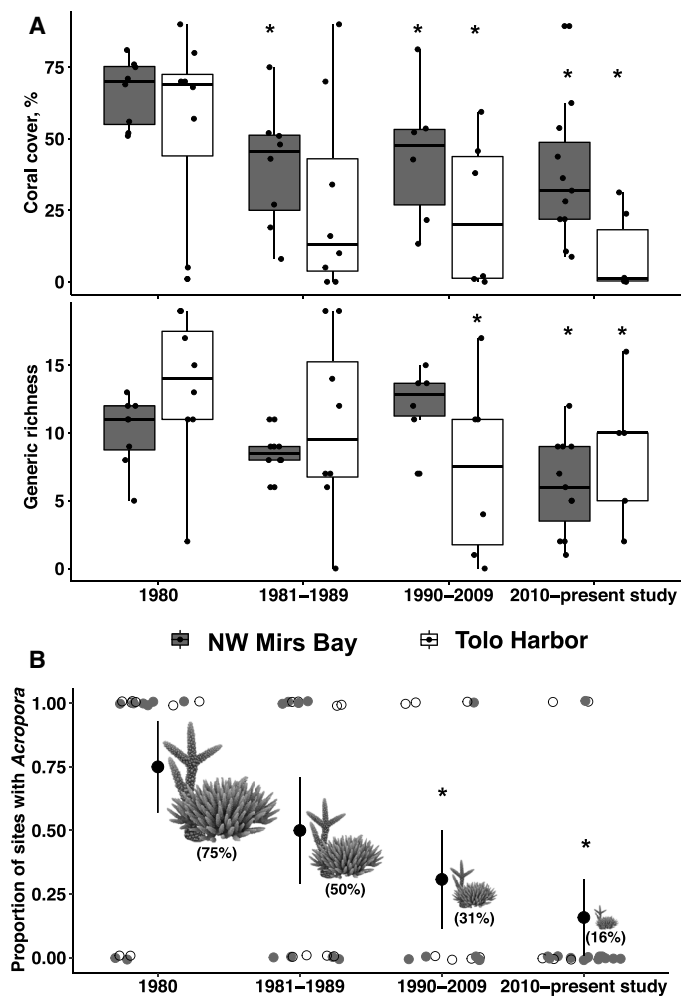 A
Coral cover, %
75
50
25
0
* * * * *
Generic richness
15
10
5
0
* * *
1980 1981–1989 1990–2009 2010–present study
NW Mirs Bay Tolo Harbor
B
Proportion of sites with Acropora
1.00
0.75
0.50
0.25
0.00
(75%)
(50%)
*
(31%)
*
(16%)
1980 1981–1989 1990–2009 2010–present study